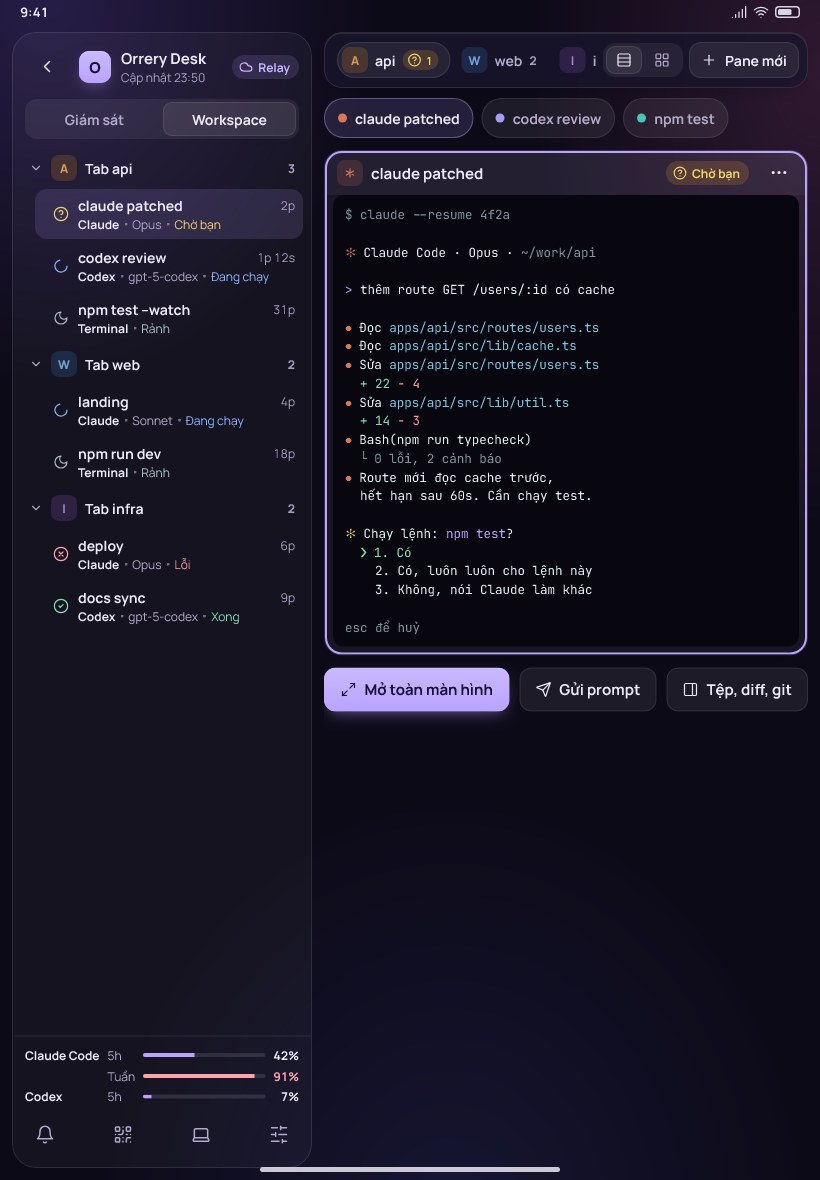 9:41
O
Orrery Desk
Cập nhật 23:50
Relay
Giám sát
Workspace
A Tab api 3
claude patched 2p
Claude • Opus • Chờ bạn
codex review 1p 12s
Codex • gpt-5-codex • Đang chạy
npm test –watch 31p
Terminal • Rảnh
W Tab web 2
landing 4p
Claude • Sonnet • Đang chạy
npm run dev 18p
Terminal • Rảnh
I Tab infra 2
deploy 6p
Claude • Opus • Lỗi
docs sync 9p
Codex • gpt-5-codex • Xong
Claude Code 5h 42%
Tuần 91%
Codex 5h 7%
A api 1
W web 2
I i
+ Pane mới
claude patched
codex review
npm test
claude patched
Chờ bạn
$ claude --resume 4f2a
✻ Claude Code · Opus · ~/work/api
> thêm route GET /users/:id có cache
● Đọc apps/api/src/routes/users.ts
● Đọc apps/api/src/lib/cache.ts
● Sửa apps/api/src/routes/users.ts
+ 22 - 4
● Sửa apps/api/src/lib/util.ts
+ 14 - 3
● Bash(npm run typecheck)
└ 0 lỗi, 2 cảnh báo
● Route mới đọc cache trước,
hết hạn sau 60s. Cần chạy test.
✻ Chạy lệnh: npm test?
❯ 1. Có
2. Có, luôn luôn cho lệnh này
3. Không, nói Claude làm khác
esc để huỷ
Mở toàn màn hình
Gửi prompt
Tệp, diff, git